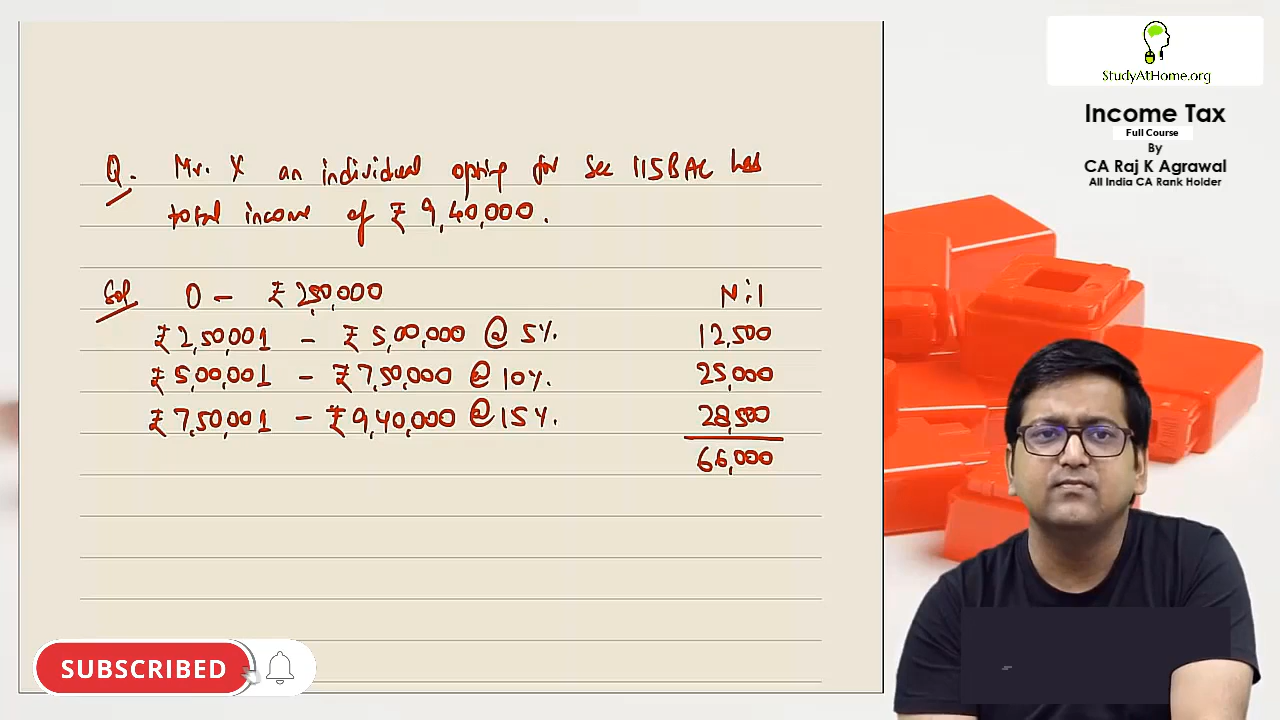 Q. Mr. X an individual opting for Sec 115BAC has
total income of ₹ 9,40,000.
Sol 0 - ₹ 250,000 Nil
₹ 2,50,001 - ₹ 5,00,000 @ 5%. 12,500
₹ 5,00,001 - ₹ 7,50,000 @ 10%. 25,000
₹ 7,50,001 - ₹ 9,40,000 @ 15%. 28,500
66,000
StudyAtHome.org
Income Tax
Full Course
By
CA Raj K Agrawal
All India CA Rank Holder
SUBSCRIBED